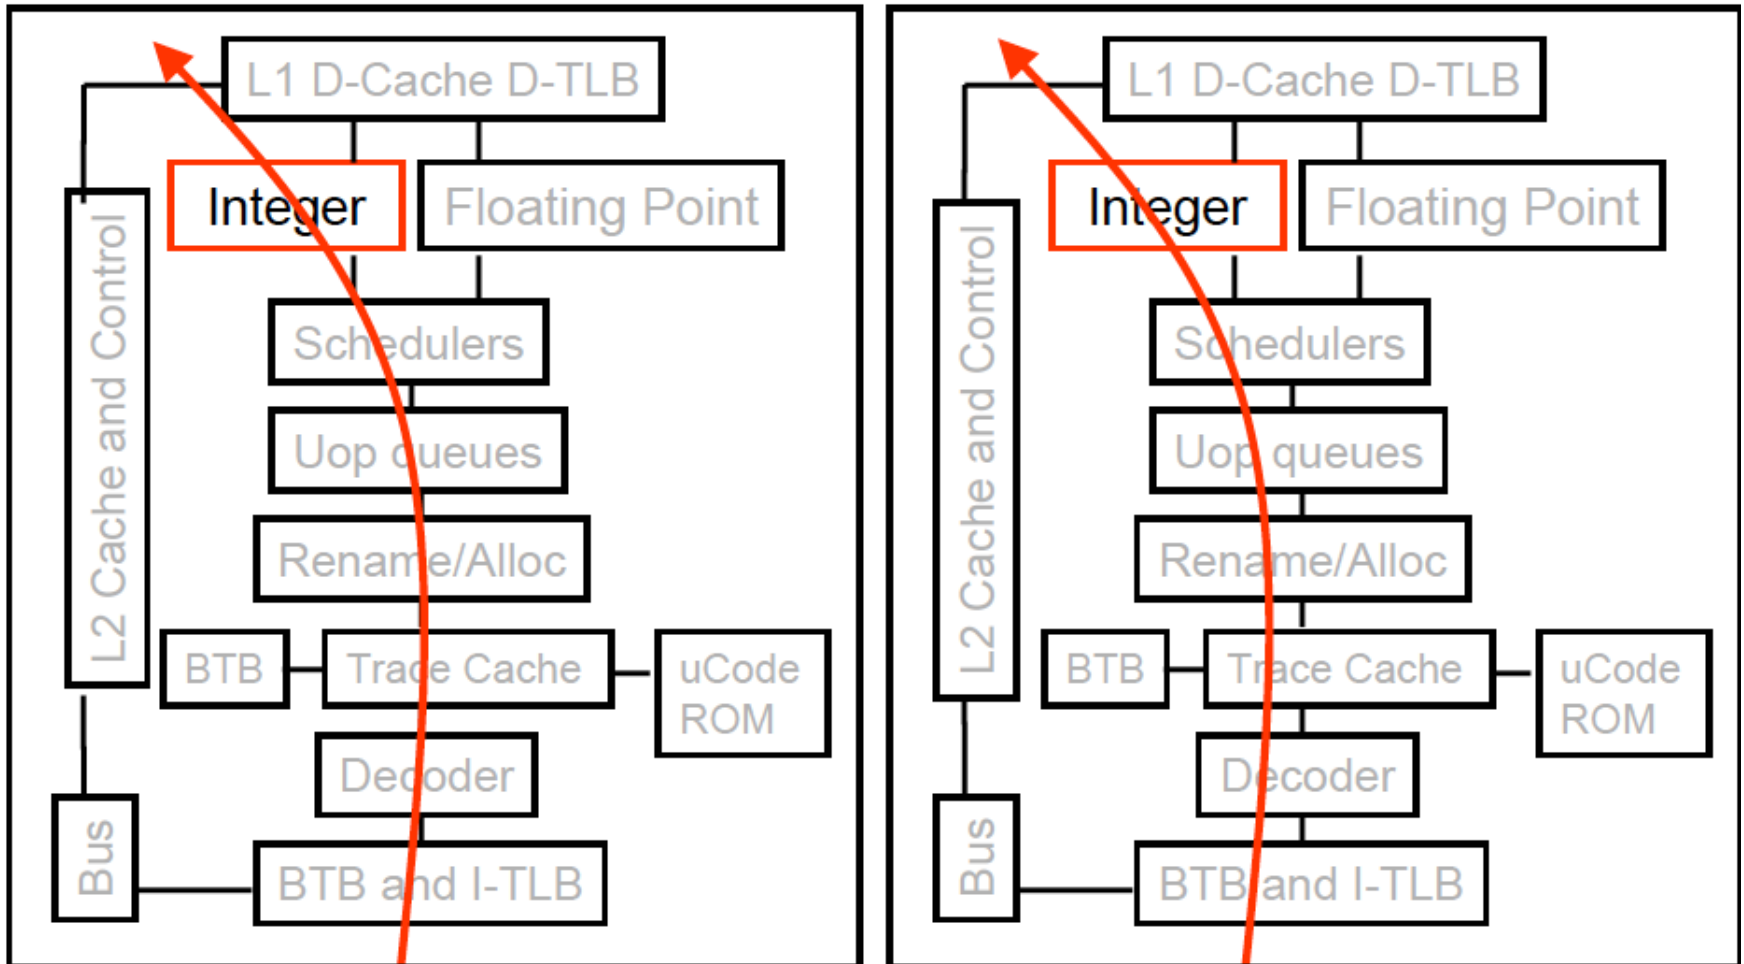 L1 D-Cache D-TLB
Integer
Floating Point
L2 Cache and Control
Schedulers
Uop queues
Rename/Alloc
BTB
Trace Cache
uCode
ROM
Decoder
Bus
BTB and I-TLB
L1 D-Cache D-TLB
Integer
Floating Point
L2 Cache and Control
Schedulers
Uop queues
Rename/Alloc
BTB
Trace Cache
uCode
ROM
Decoder
Bus
BTB and I-TLB